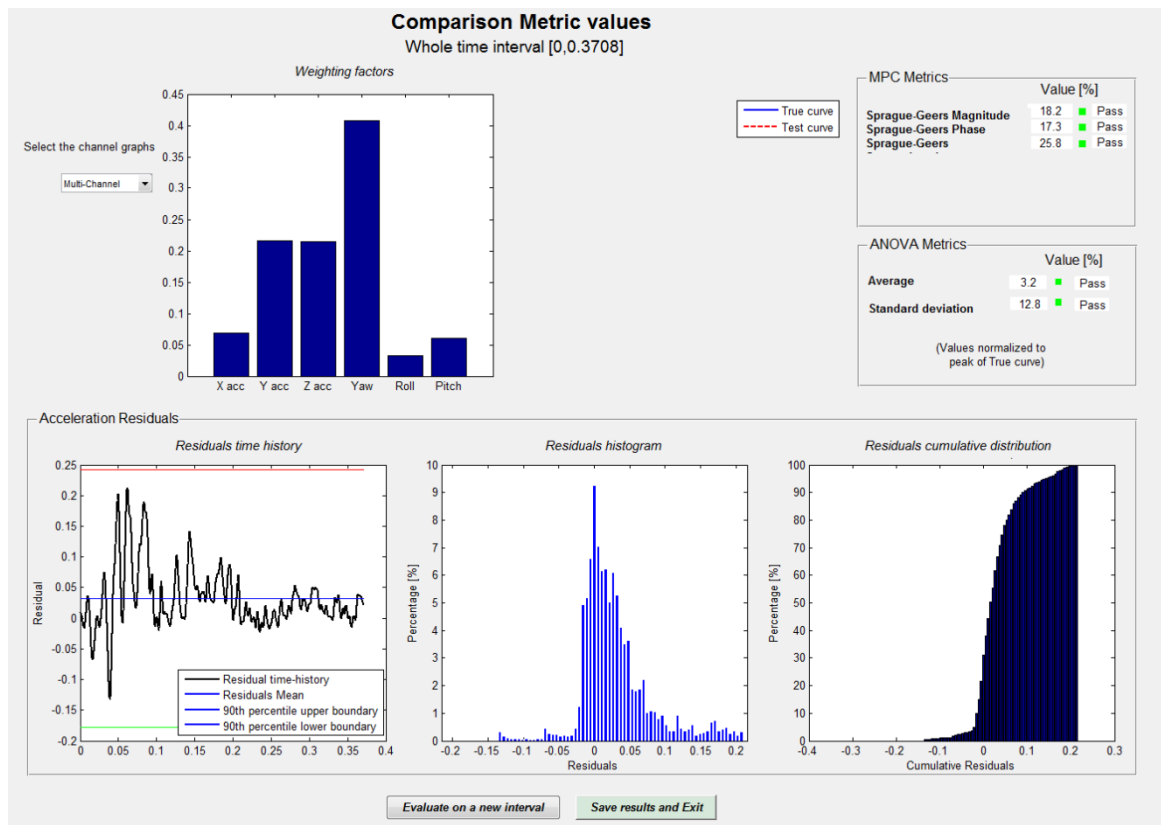 Comparison Metric values
Whole time interval [0,0.3708]
Weighting factors
Select the channel graphs
Multi-Channel
0.45
0.4
0.35
0.3
0.25
0.2
0.15
0.1
0.05
0
X acc Y acc Z acc Yaw Roll Pitch
True curve
Test curve
MPC Metrics
Value [%]
Sprague-Geers Magnitude 18.2 Pass
Sprague-Geers Phase 17.3 Pass
Sprague-Geers 25.8 Pass
ANOVA Metrics
Value [%]
Average 3.2 Pass
Standard deviation 12.8 Pass
(Values normalized to
peak of True curve)
Acceleration Residuals
Residuals time history
Residual
0.25
0.2
0.15
0.1
0.05
0
-0.05
-0.1
-0.15
-0.2
0 0.05 0.1 0.15 0.2 0.25 0.3 0.35 0.4
Residual time-history
Residuals Mean
90th percentile upper boundary
90th percentile lower boundary
Residuals histogram
Percentage [%]
10
9
8
7
6
5
4
3
2
1
0
-0.2 -0.15 -0.1 -0.05 0 0.05 0.1 0.15 0.2
Residuals
Residuals cumulative distribution
Percentage [%]
100
90
80
70
60
50
40
30
20
10
0
-0.4 -0.3 -0.2 -0.1 0 0.1 0.2 0.3
Cumulative Residuals
Evaluate on a new interval
Save results and Exit